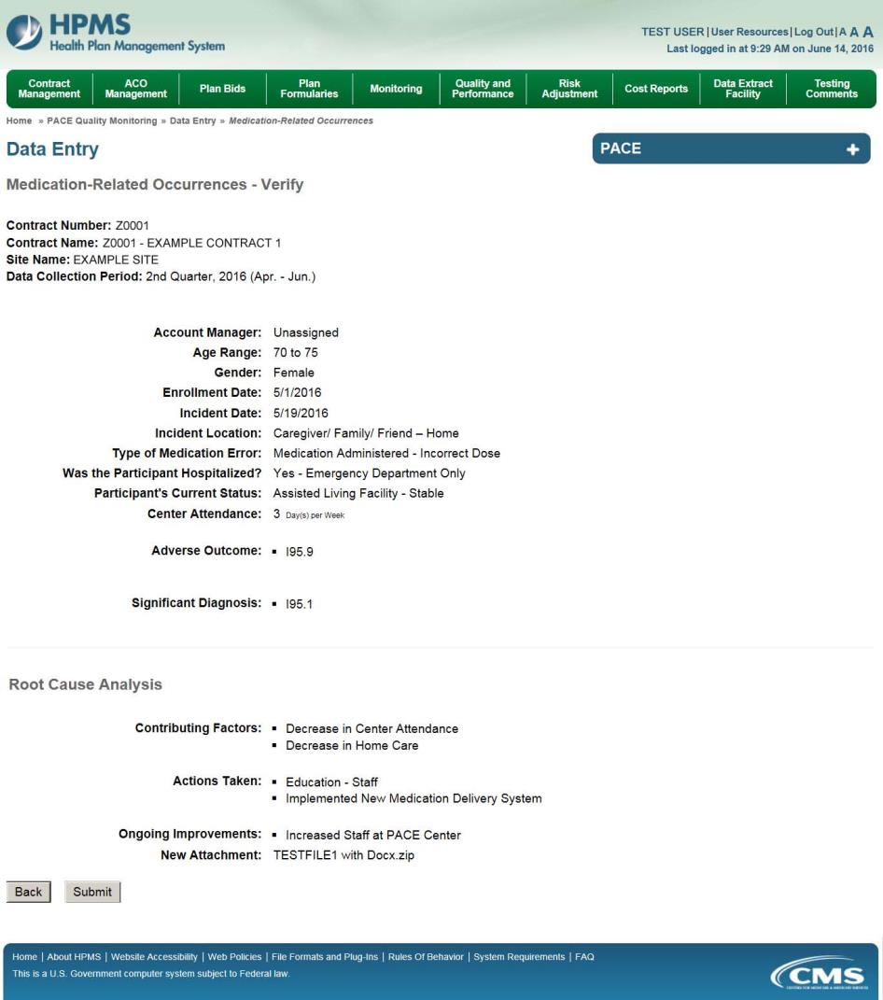 HPMS
Health Plan Management System
TEST USER | User Resources | Log Out | A A A
Last logged in at 9:29 AM on June 14, 2016
Contract Management
ACO Management
Plan Bids
Plan Formularies
Monitoring
Quality and Performance
Risk Adjustment
Cost Reports
Data Extract Facility
Testing Comments
Home » PACE Quality Monitoring » Data Entry » Medication-Related Occurrences
Data Entry
PACE
Medication-Related Occurrences - Verify
Contract Number: Z0001
Contract Name: Z0001 - EXAMPLE CONTRACT 1
Site Name: EXAMPLE SITE
Data Collection Period: 2nd Quarter, 2016 (Apr. - Jun.)
Account Manager: Unassigned
Age Range: 70 to 75
Gender: Female
Enrollment Date: 5/1/2016
Incident Date: 5/19/2016
Incident Location: Caregiver/ Family/ Friend – Home
Type of Medication Error: Medication Administered - Incorrect Dose
Was the Participant Hospitalized? Yes - Emergency Department Only
Participant's Current Status: Assisted Living Facility - Stable
Center Attendance: 3 Day(s) per Week
Adverse Outcome: ▪ I95.9
Significant Diagnosis: ▪ I95.1
Root Cause Analysis
Contributing Factors: ▪ Decrease in Center Attendance
▪ Decrease in Home Care
Actions Taken: ▪ Education - Staff
▪ Implemented New Medication Delivery System
Ongoing Improvements: ▪ Increased Staff at PACE Center
New Attachment: TESTFILE1 with Docx.zip
Back Submit
Home | About HPMS | Website Accessibility | Web Policies | File Formats and Plug-Ins | Rules Of Behavior | System Requirements | FAQ
This is a U.S. Government computer system subject to Federal law.
CMS
CENTERS FOR MEDICARE & MEDICAID SERVICES